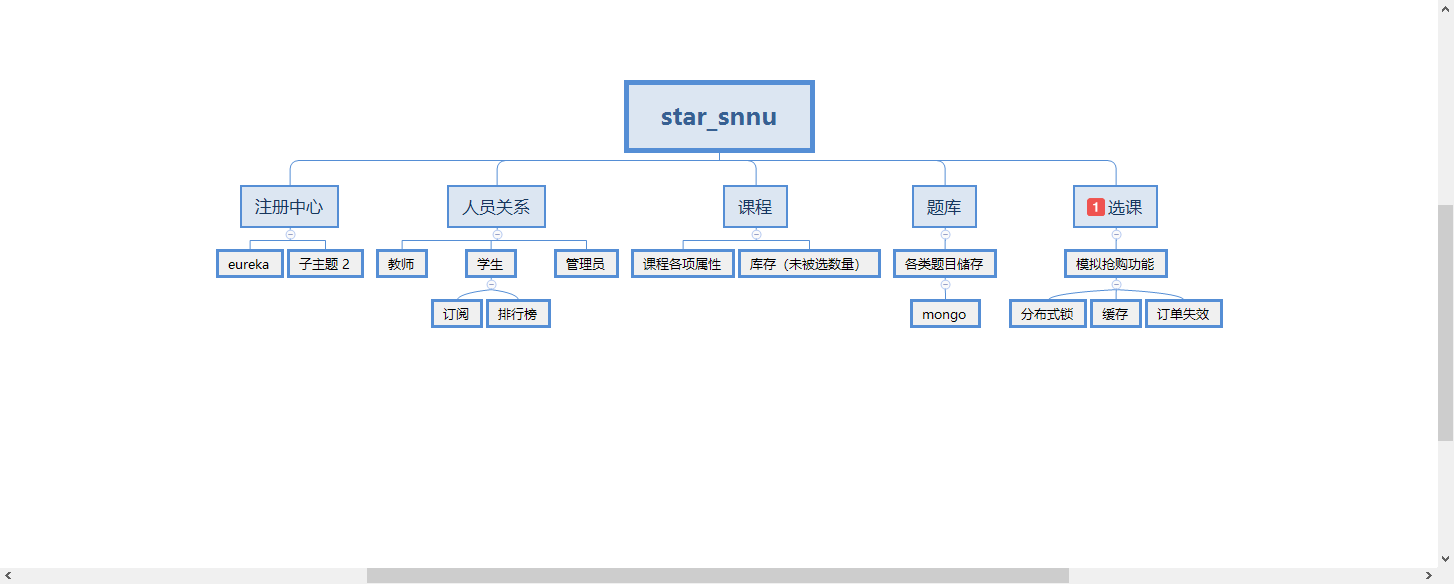 star_snnu
注册中心
人员关系
课程
题库
1 选课
eureka
子主题 2
教师
学生
管理员
课程各项属性
库存（未被选数量）
各类题目储存
模拟抢购功能
订阅
排行榜
mongo
分布式锁
缓存
订单失效